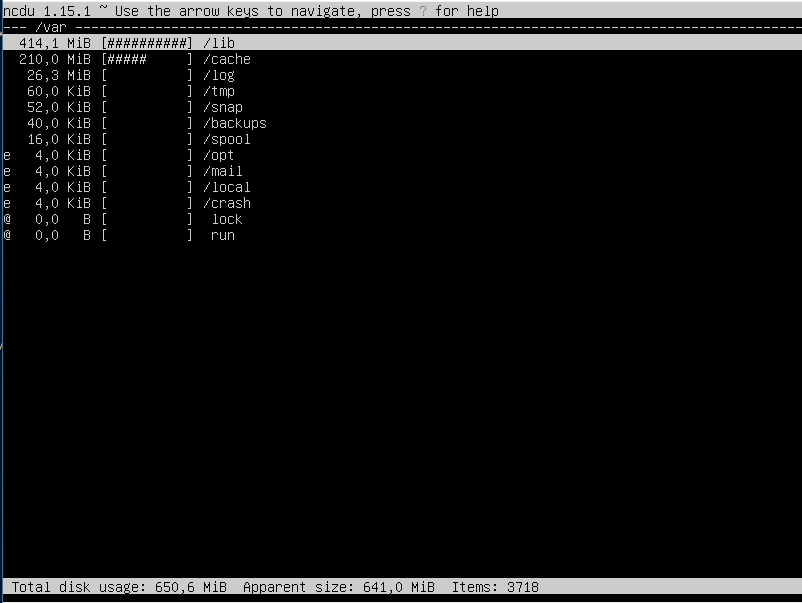 ncdu 1.15.1 ~ Use the arrow keys to navigate, press ? for help
--- /var ----------------------------------------------------------------------------------------
  414,1 MiB [##########] /lib
  210,0 MiB [#####     ] /cache
   26,3 MiB [          ] /log
   60,0 KiB [          ] /tmp
   52,0 KiB [          ] /snap
   40,0 KiB [          ] /backups
   16,0 KiB [          ] /spool
e   4,0 KiB [          ] /opt
e   4,0 KiB [          ] /mail
e   4,0 KiB [          ] /local
e   4,0 KiB [          ] /crash
@   0,0   B [          ]  lock
@   0,0   B [          ]  run
Total disk usage: 650,6 MiB  Apparent size: 641,0 MiB  Items: 3718